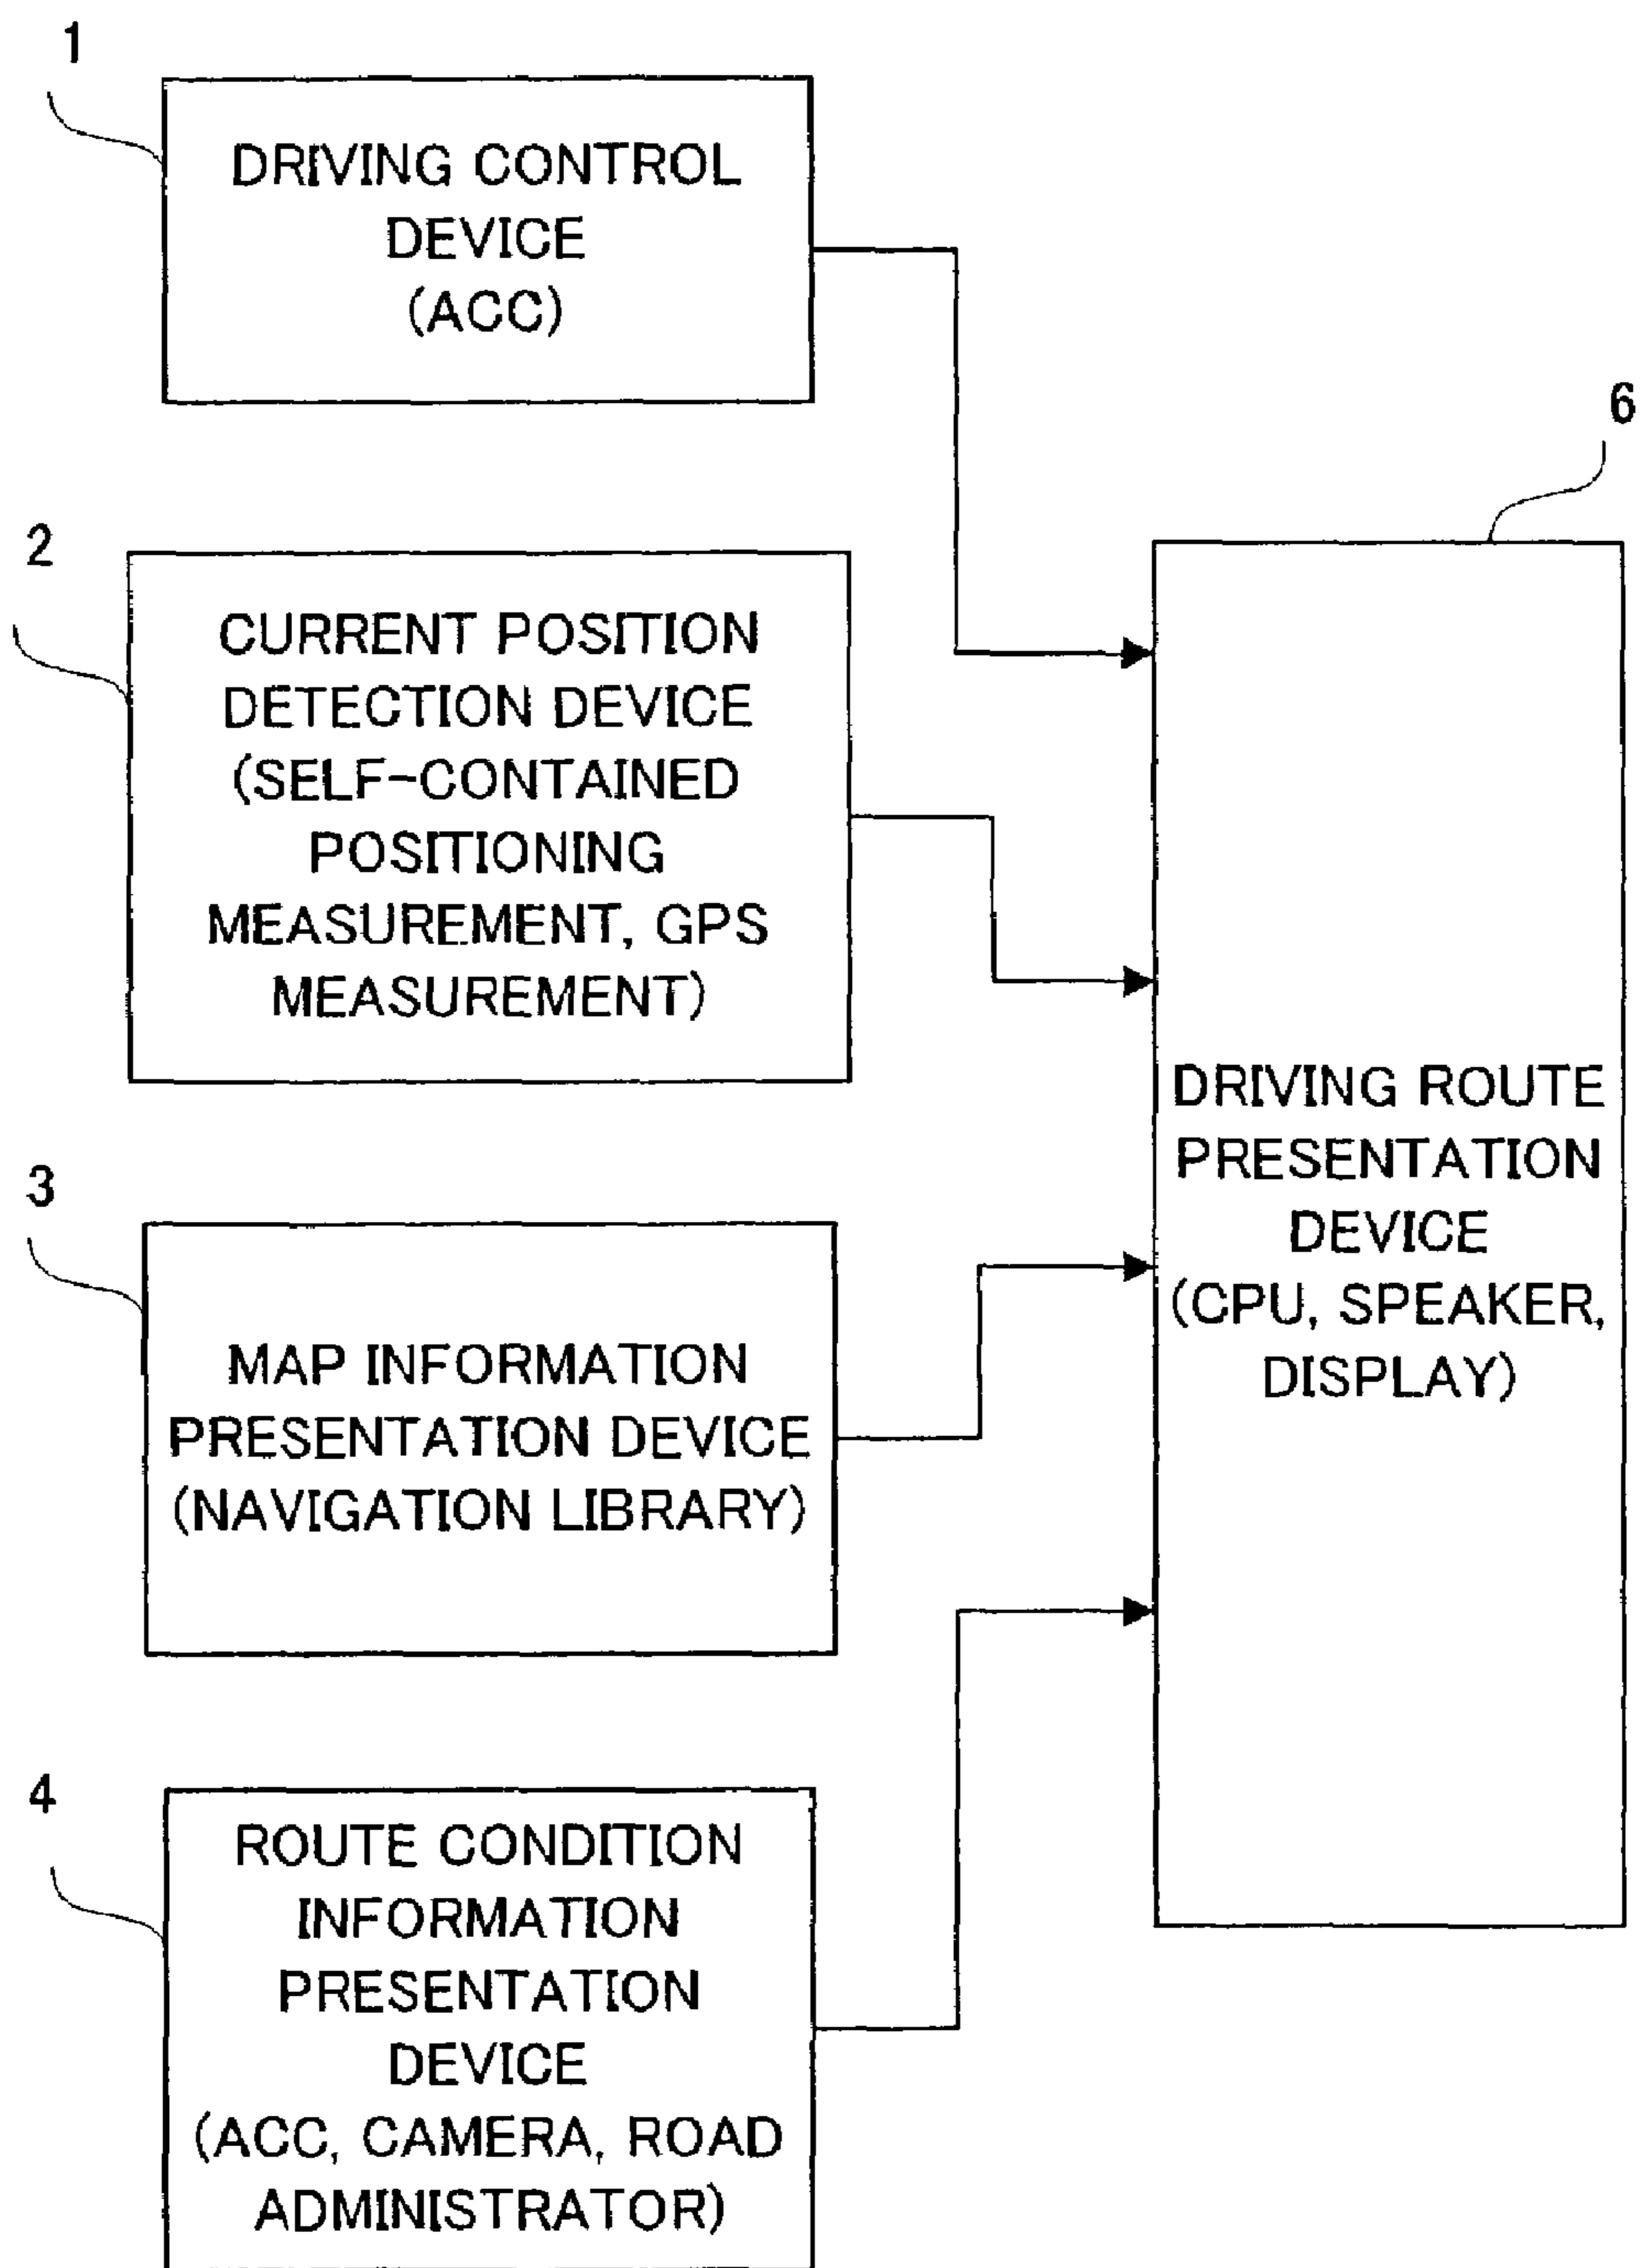 1
DRIVING CONTROL
DEVICE
(ACC)
6
2
CURRENT POSITION
DETECTION DEVICE
(SELF-CONTAINED
POSITIONING
MEASUREMENT, GPS
MEASUREMENT)
DRIVING ROUTE
PRESENTATION
DEVICE
(CPU, SPEAKER,
DISPLAY)
3
MAP INFORMATION
PRESENTATION DEVICE
(NAVIGATION LIBRARY)
4
ROUTE CONDITION
INFORMATION
PRESENTATION
DEVICE
(ACC, CAMERA, ROAD
ADMINISTRATOR)